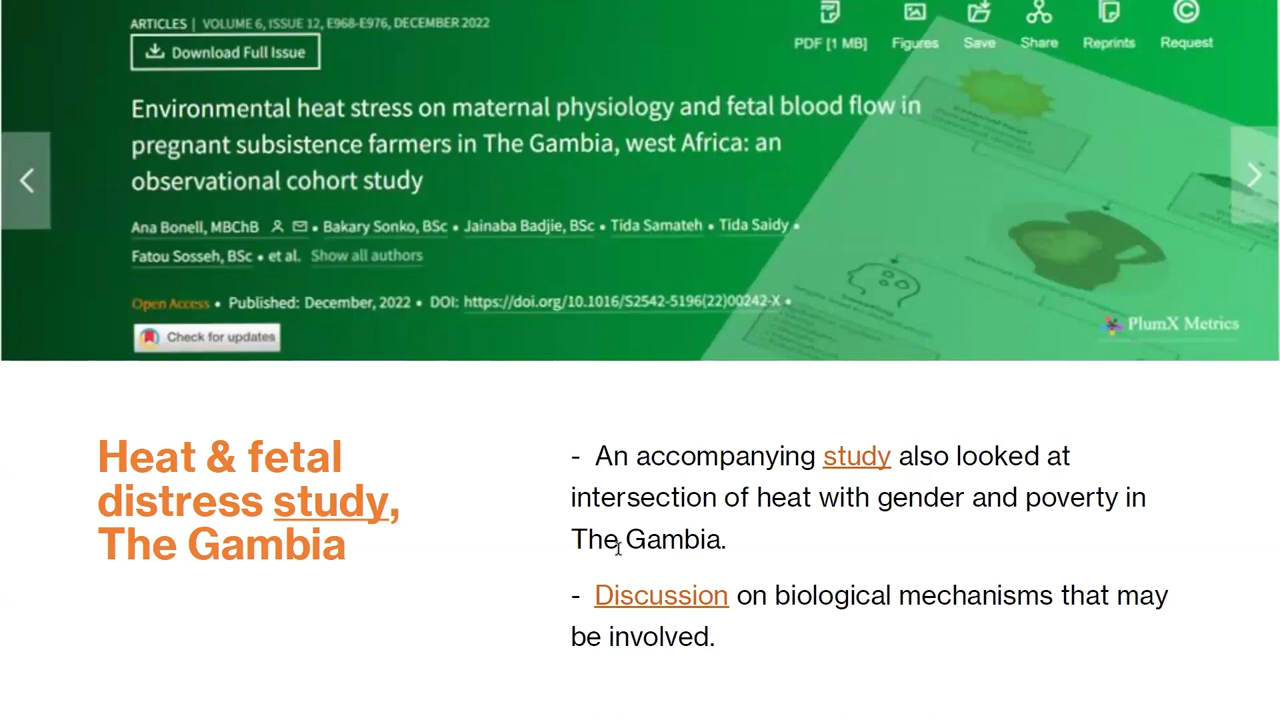 ARTICLES | VOLUME 6, ISSUE 12, E968-E976, DECEMBER 2022
Download Full Issue
PDF [1 MB] Figures Save Share Reprints Request
Environmental heat stress on maternal physiology and fetal blood flow in
pregnant subsistence farmers in The Gambia, west Africa: an
observational cohort study
Ana Bonell, MBChB • Bakary Sonko, BSc • Jainaba Badjie, BSc • Tida Samateh • Tida Saidy •
Fatou Sosseh, BSc • et al. Show all authors
Open Access • Published: December, 2022 • DOI: https://doi.org/10.1016/S2542-5196(22)00242-X •
Check for updates
PlumX Metrics
Heat & fetal
distress study,
The Gambia
- An accompanying study also looked at
intersection of heat with gender and poverty in
The Gambia.
- Discussion on biological mechanisms that may
be involved.